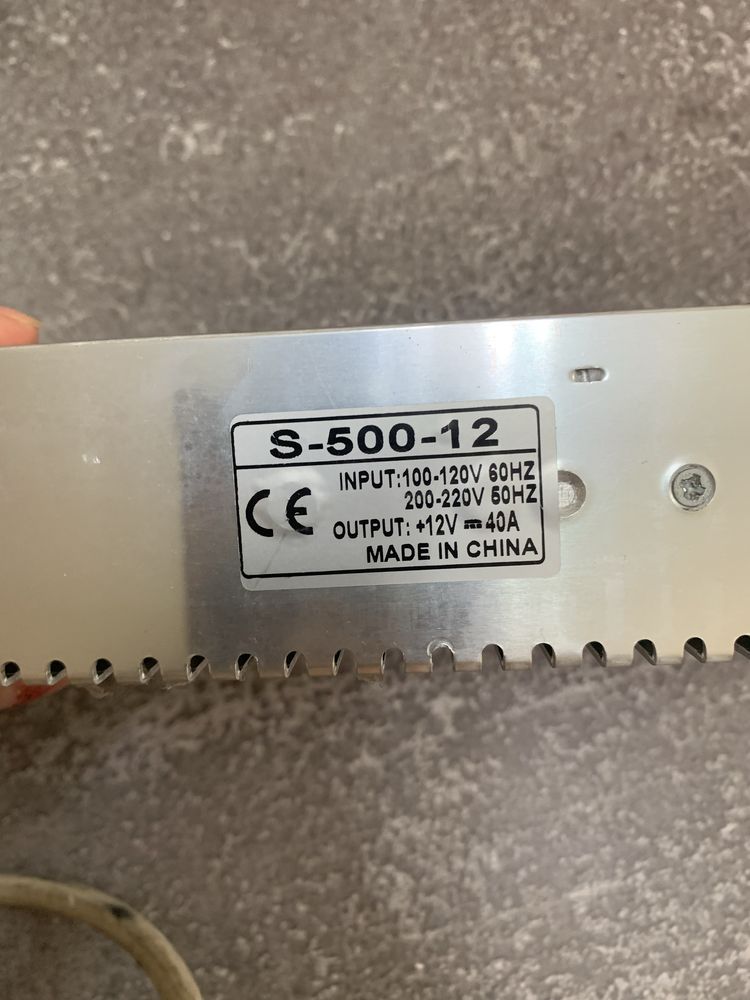 S-500-12
INPUT:100-120V 60HZ
200-220V 50HZ
CE
OUTPUT: +12V ⎓ 40A
MADE IN CHINA